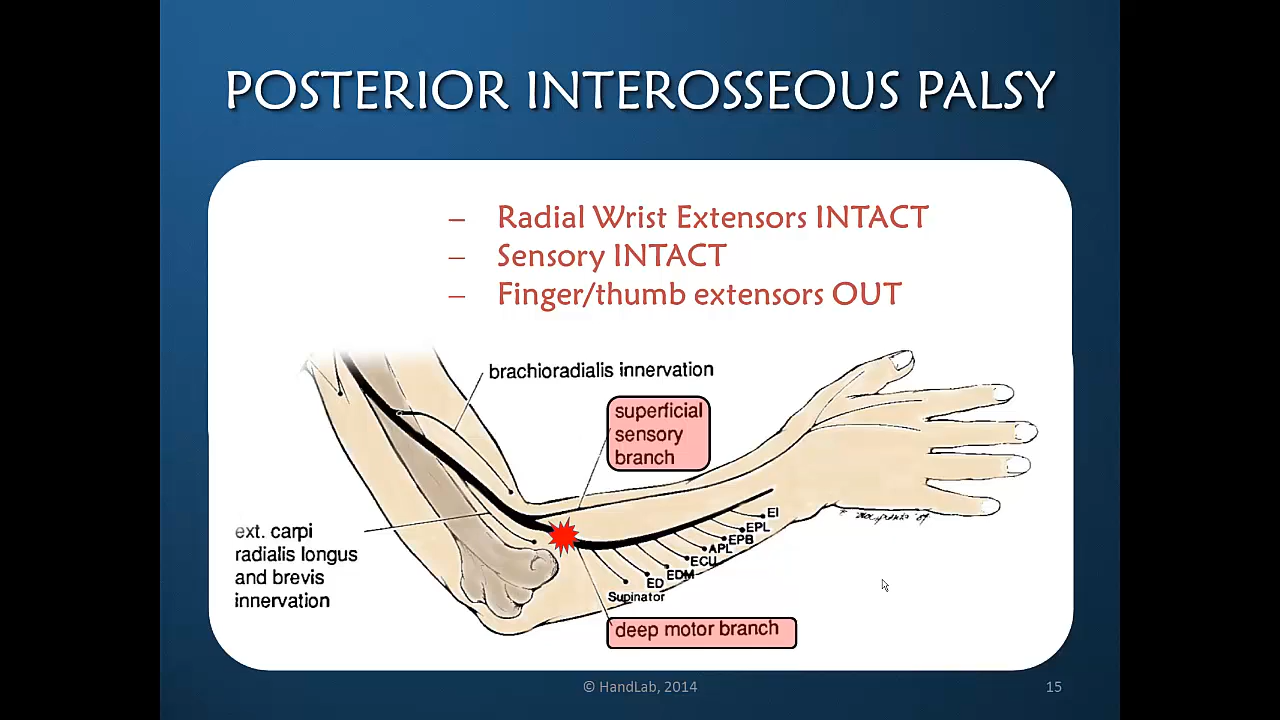 POSTERIOR INTEROSSEOUS PALSY
– Radial Wrist Extensors INTACT
– Sensory INTACT
– Finger/thumb extensors OUT
brachioradialis innervation
superficial
sensory
branch
ext. carpi
radialis longus
and brevis
innervation
EI
EPL
EPB
APL
ECU
EDM
ED
Supinator
deep motor branch
© HandLab, 2014
15